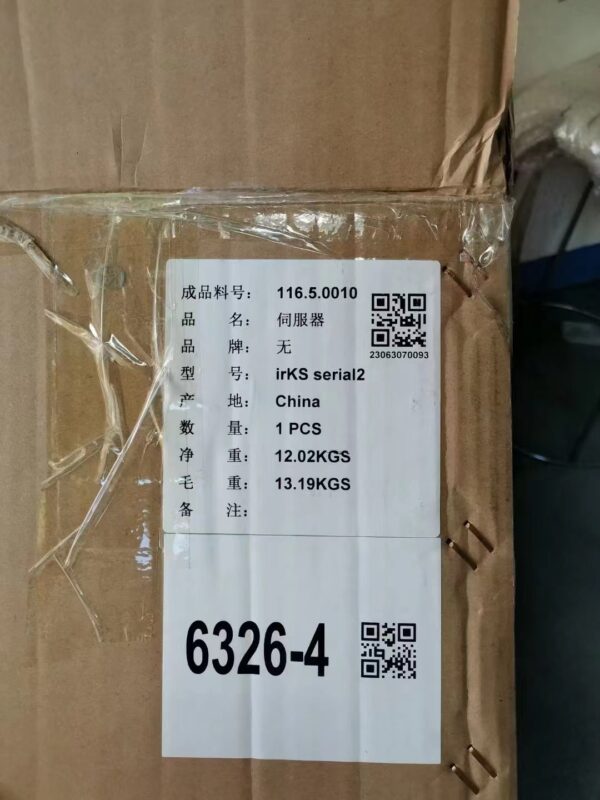 成品料号: 116.5.0010
品 名: 伺服器
品 牌: 无
23063070093
型 号: irKS serial2
产 地: China
数 量: 1 PCS
净 重: 12.02KGS
毛 重: 13.19KGS
备 注:
6326-4